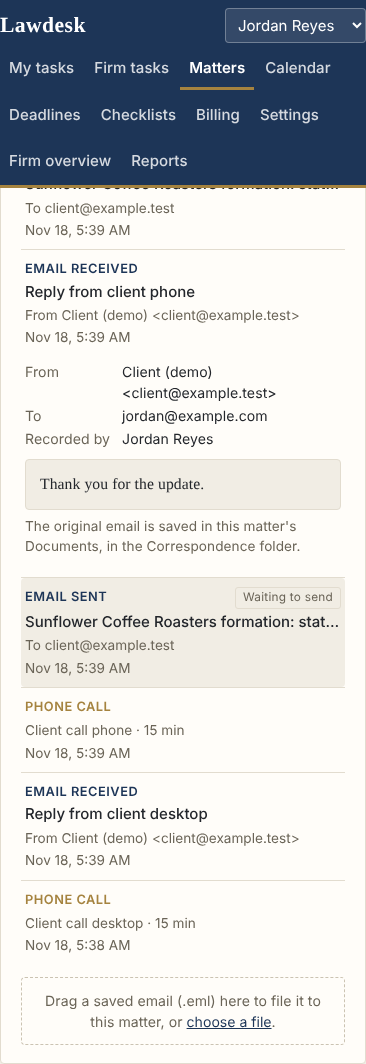 Lawdesk
Jordan Reyes
My tasks
Firm tasks
Matters
Calendar
Deadlines
Checklists
Billing
Settings
Firm overview
Reports
Sunflower Coffee Roasters formation: stat...
To client@example.test
Nov 18, 5:39 AM
EMAIL RECEIVED
Reply from client phone
From Client (demo) <client@example.test>
Nov 18, 5:39 AM
From Client (demo)
<client@example.test>
To jordan@example.com
Recorded by Jordan Reyes
Thank you for the update.
The original email is saved in this matter's
Documents, in the Correspondence folder.
EMAIL SENT
Waiting to send
Sunflower Coffee Roasters formation: stat...
To client@example.test
Nov 18, 5:39 AM
PHONE CALL
Client call phone · 15 min
Nov 18, 5:39 AM
EMAIL RECEIVED
Reply from client desktop
From Client (demo) <client@example.test>
Nov 18, 5:39 AM
PHONE CALL
Client call desktop · 15 min
Nov 18, 5:38 AM
Drag a saved email (.eml) here to file it to
this matter, or choose a file.